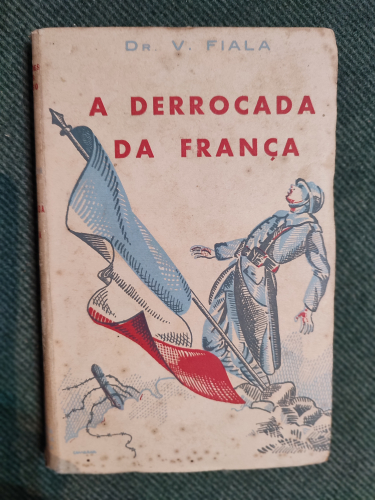 DR. V. FIALA
A DERROCADA
DA FRANÇA